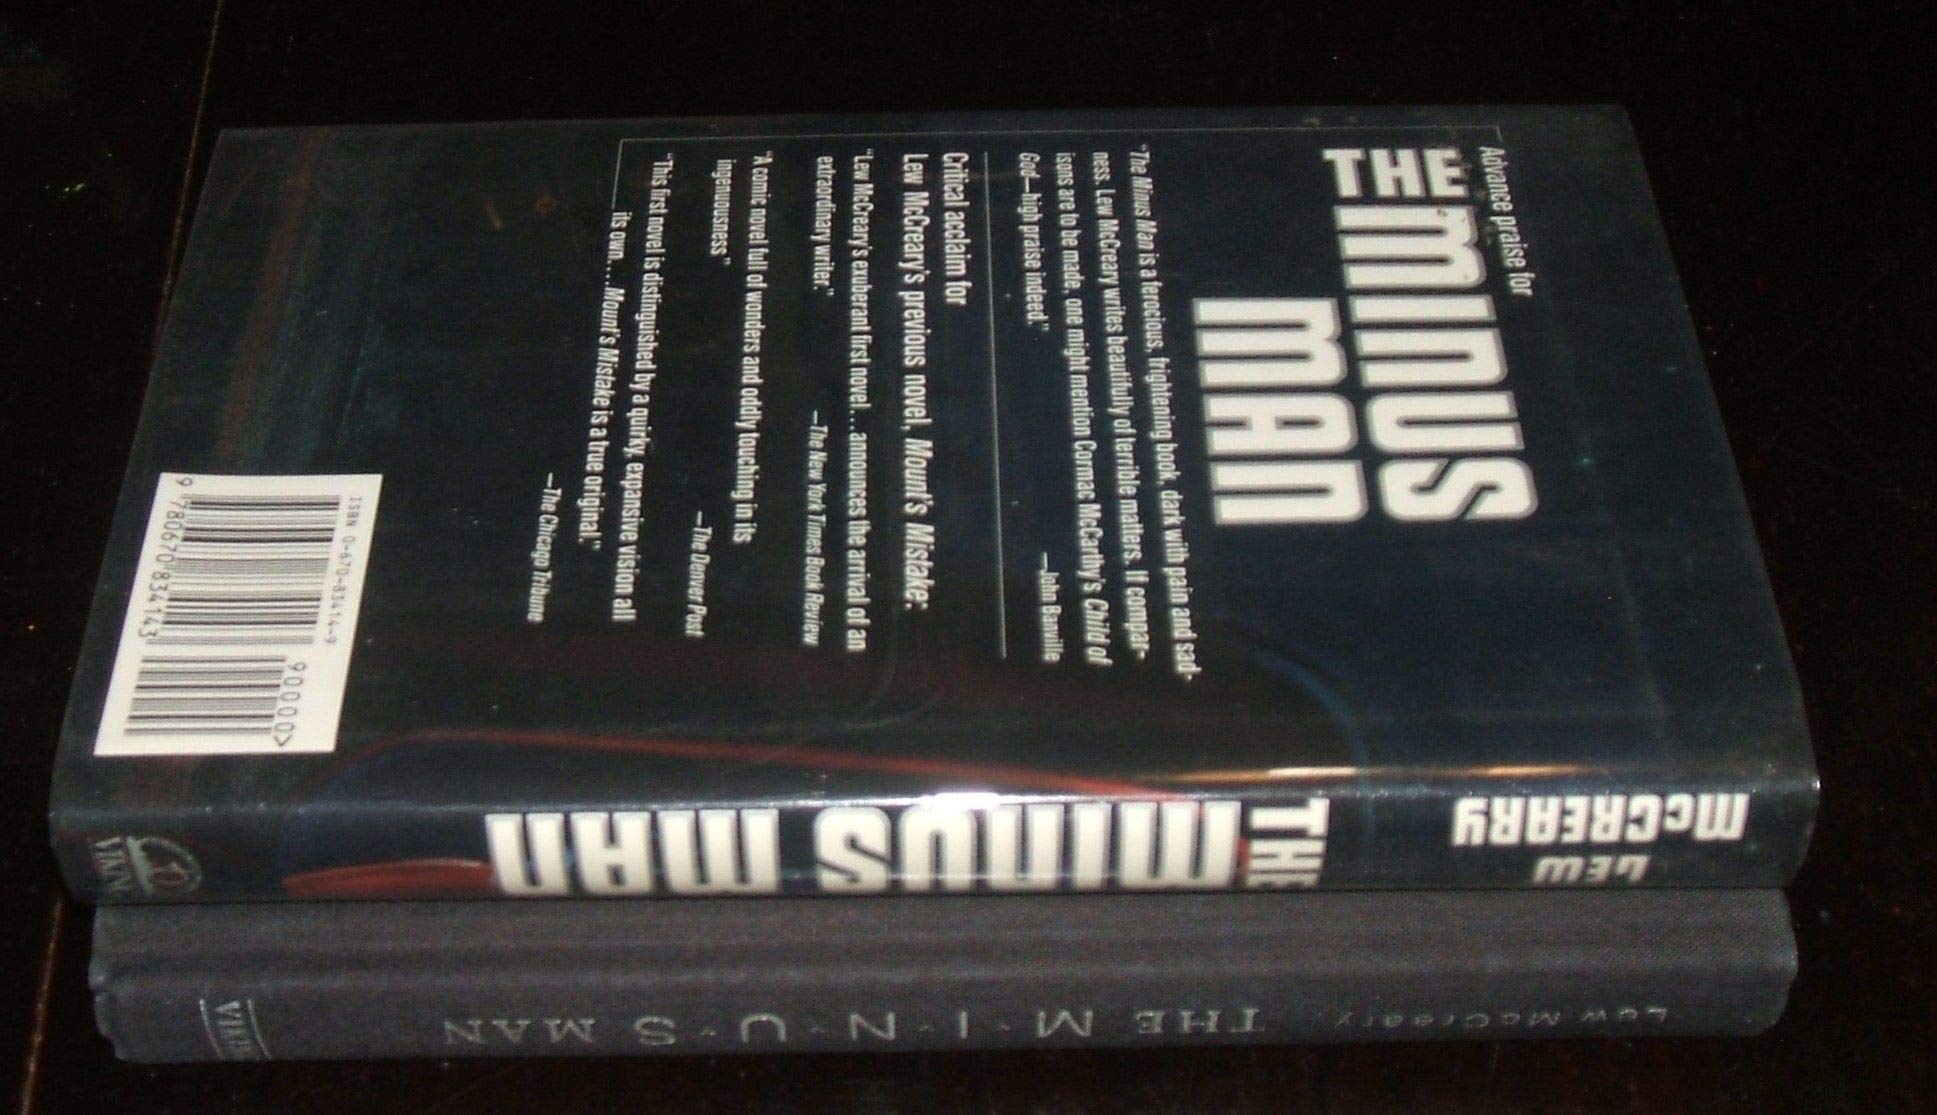 Advance praise for
THE MINUS
MAN
"The Minus Man is a ferocious, frightening book, dark with pain and sad-
ness. Lew McCreary writes beautifully of terrible matters. If compar-
isons are to be made, one might mention Cormac McCarthy's Child of
God—high praise indeed."
—John Banville
Critical acclaim for
Lew McCreary's previous novel, Mount's Mistake:
"Lew McCreary's exuberant first novel... announces the arrival of an
extraordinary writer."
—The New York Times Book Review
"A comic novel full of wonders and oddly touching in its
ingenuousness"
—The Denver Post
"This first novel is distinguished by a quirky, expansive vision all
its own....Mount's Mistake is a true original."
—The Chicago Tribune
ISBN 0-670-83414-9
90000>
9 780670 834143
LEW
McCREARY
THE
MINUS MAN
Lew McCreary
THE M·I·N·U·S MAN